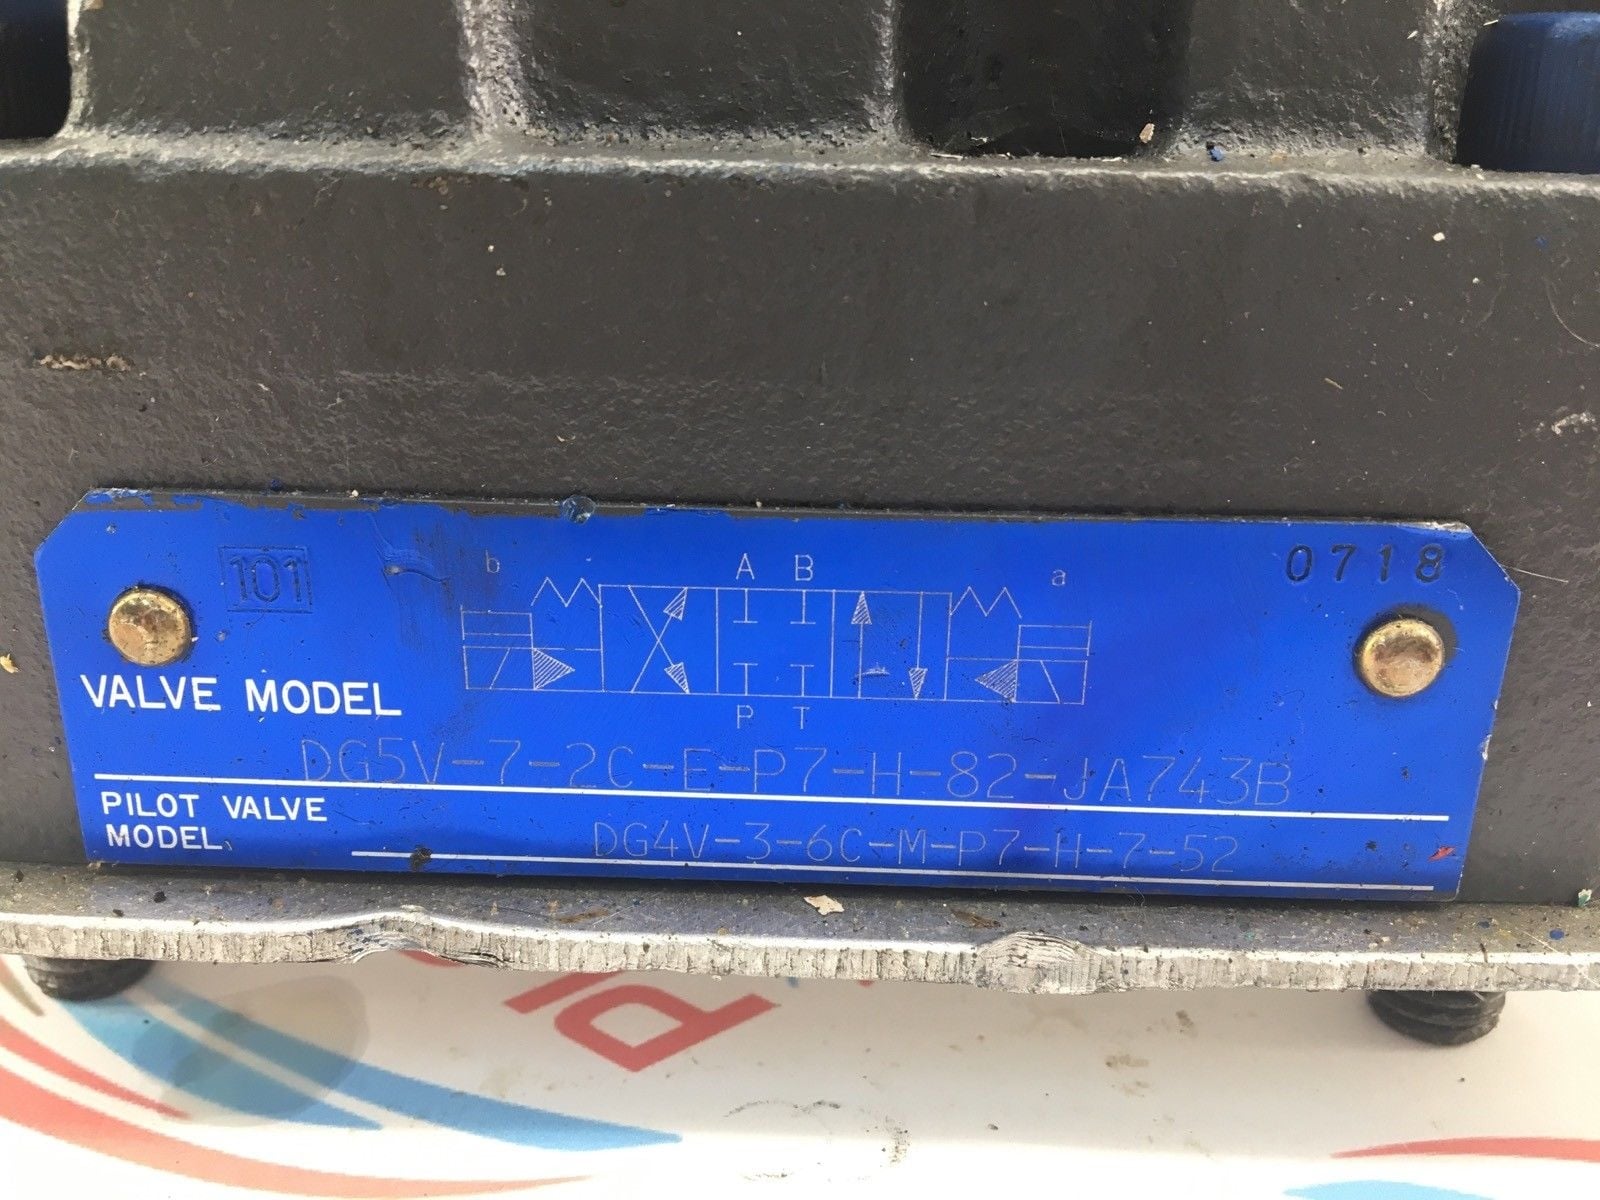 101
0718
b
A B
a
P T
VALVE MODEL
DG5V-7-2C-E-P7-H-82-JA743B
PILOT VALVE
MODEL
DG4V-3-6C-M-P7-H-7-52